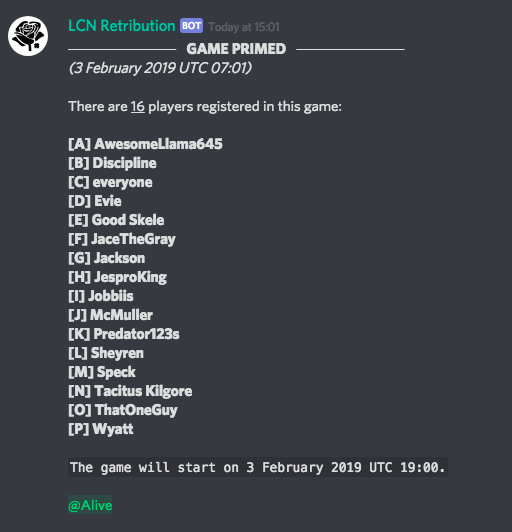 LCN Retribution BOT Today at 15:01
GAME PRIMED
(3 February 2019 UTC 07:01)
There are 16 players registered in this game:
[A] AwesomeLlama645
[B] Discipline
[C] everyone
[D] Evie
[E] Good Skele
[F] JaceTheGray
[G] Jackson
[H] JesproKing
[I] Jobbiis
[J] McMuller
[K] Predator123s
[L] Sheyren
[M] Speck
[N] Tacitus Kilgore
[O] ThatOneGuy
[P] Wyatt
The game will start on 3 February 2019 UTC 19:00.
@Alive